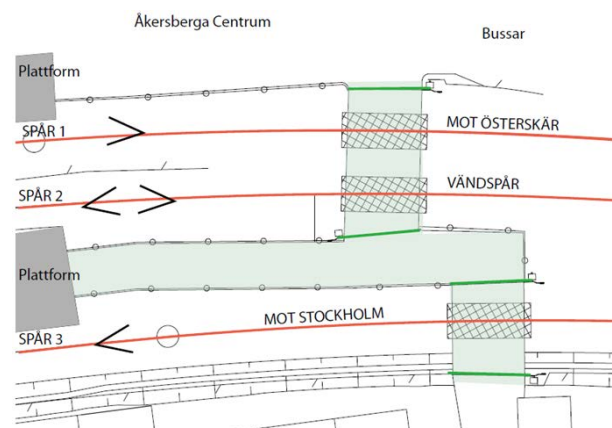 Åkersberga Centrum
Bussar
Plattform
SPÅR 1
MOT ÖSTERSKÄR
SPÅR 2
VÄNDSPÅR
Plattform
MOT STOCKHOLM
SPÅR 3